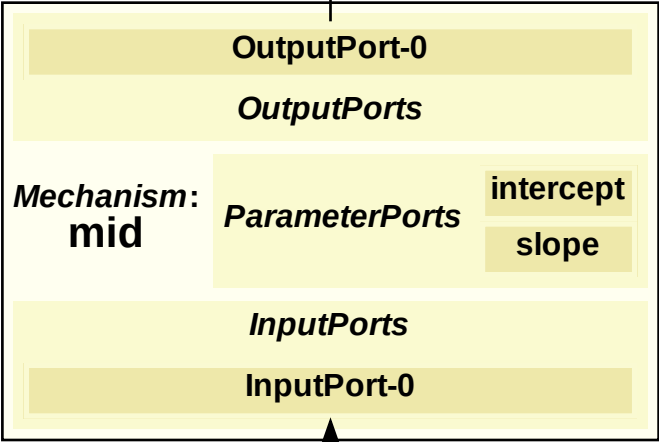 OutputPort-0
OutputPorts
Mechanism:
mid
ParameterPorts
intercept
slope
InputPorts
InputPort-0